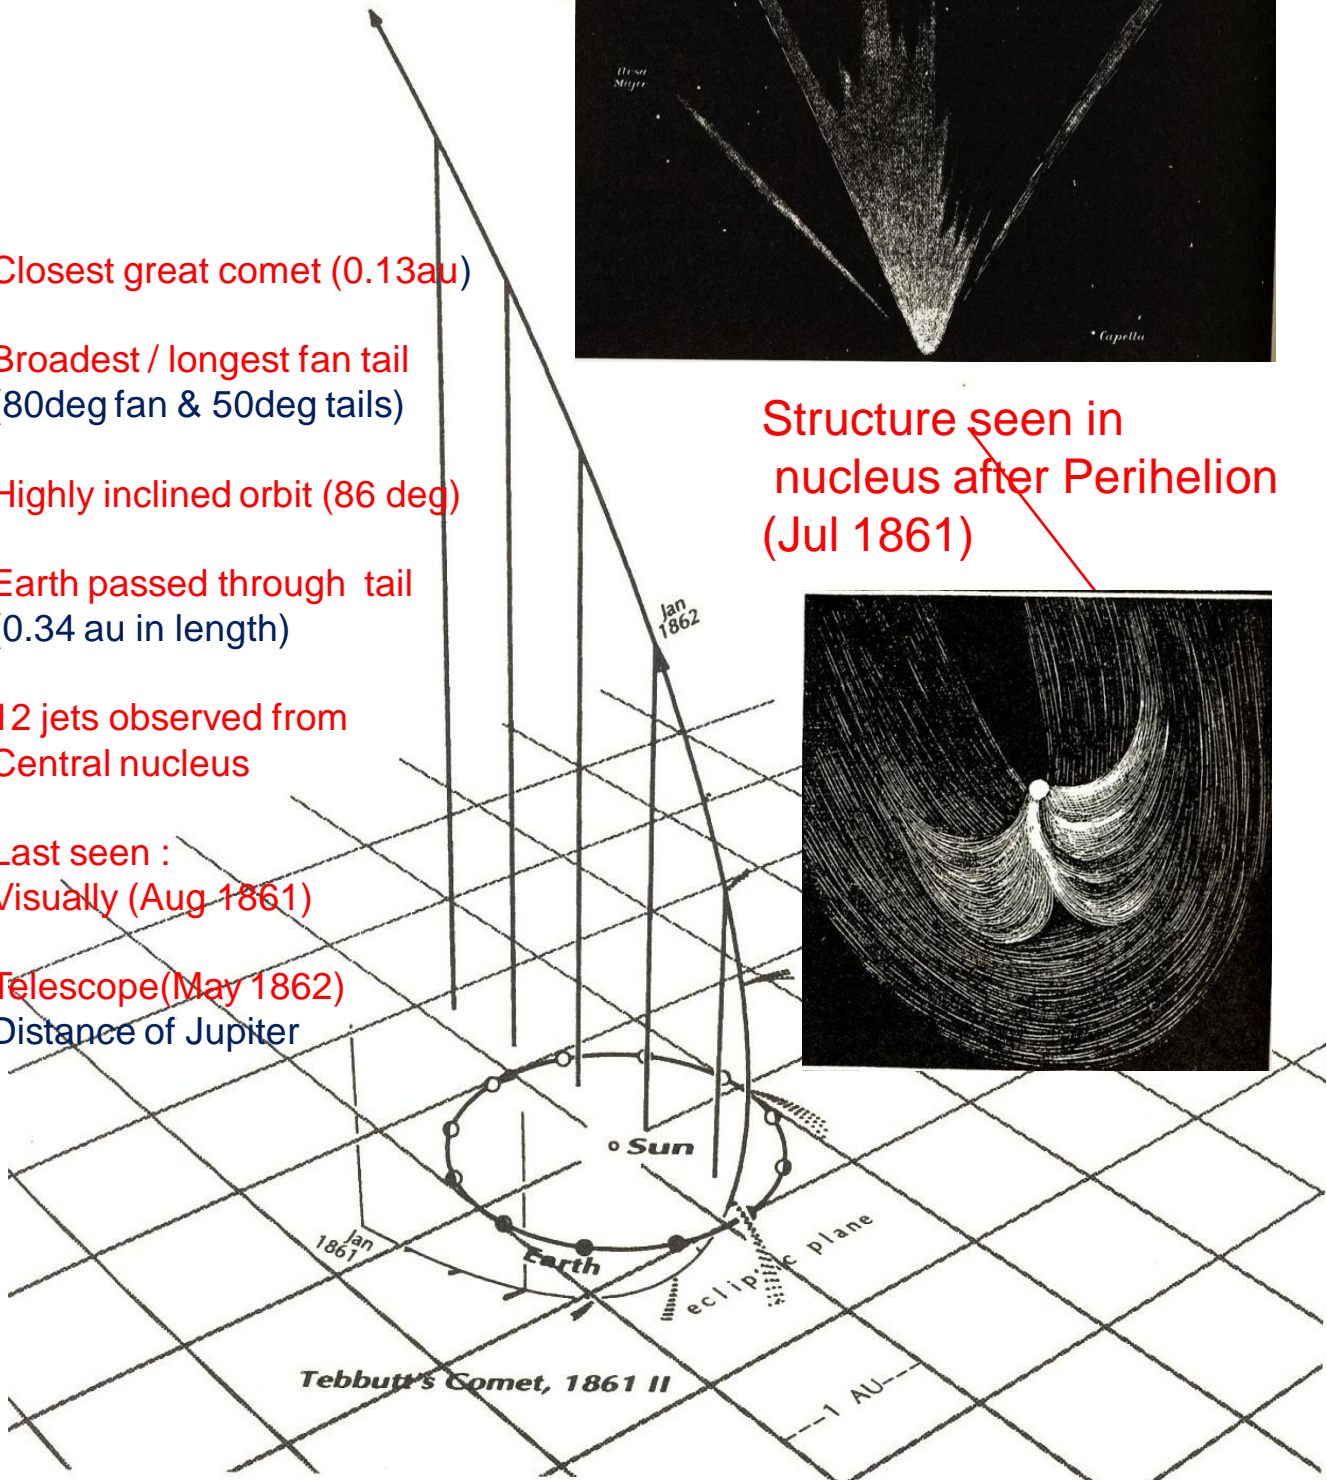 Ursa
Major
Capella
Closest great comet (0.13au)
Broadest / longest fan tail
(80deg fan & 50deg tails)
Highly inclined orbit (86 deg)
Earth passed through tail
(0.34 au in length)
12 jets observed from
Central nucleus
Last seen :
Visually (Aug 1861)
Telescope(May 1862)
Distance of Jupiter
Structure seen in
nucleus after Perihelion
(Jul 1861)
Jan
1862
Sun
Jan
1861
Earth
ecliptic plane
Tebbutt's Comet, 1861 II
---1 AU---